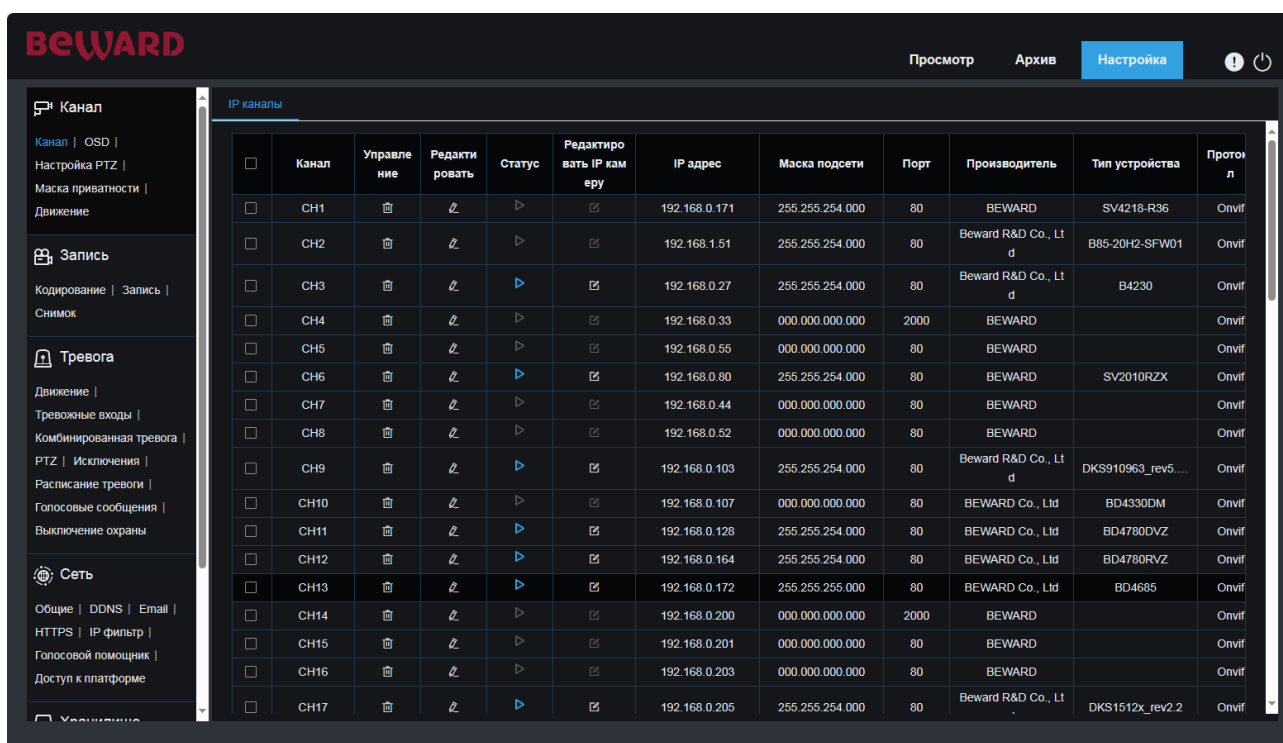 BEWARD
Просмотр Архив Настройка
Канал
Канал | OSD |
Настройка PTZ |
Маска приватности |
Движение
Запись
Кодирование | Запись |
Снимок
Тревога
Движение |
Тревожные входы |
Комбинированная тревога |
PTZ | Исключения |
Расписание тревоги |
Голосовые сообщения |
Выключение охраны
Сеть
Общие | DDNS | Email |
HTTPS | IP фильтр |
Голосовой помощник |
Доступ к платформе
IP каналы
Канал Управле
ние Редакти
ровать Статус Редактиро
вать IP кам
еру IP адрес Маска подсети Порт Производитель Тип устройства Проток
л
CH1 192.168.0.171 255.255.254.000 80 BEWARD SV4218-R36 Onvif
CH2 192.168.1.51 255.255.254.000 80 Beward R&D Co., Lt
d B85-20H2-SFW01 Onvif
CH3 192.168.0.27 255.255.254.000 80 Beward R&D Co., Lt
d B4230 Onvif
CH4 192.168.0.33 000.000.000.000 2000 BEWARD Onvif
CH5 192.168.0.55 000.000.000.000 80 BEWARD Onvif
CH6 192.168.0.80 255.255.254.000 80 BEWARD SV2010RZX Onvif
CH7 192.168.0.44 000.000.000.000 80 BEWARD Onvif
CH8 192.168.0.52 000.000.000.000 80 BEWARD Onvif
CH9 192.168.0.103 255.255.254.000 80 Beward R&D Co., Lt
d DKS910963_rev5.... Onvif
CH10 192.168.0.107 000.000.000.000 80 BEWARD Co., Ltd BD4330DM Onvif
CH11 192.168.0.128 255.255.254.000 80 BEWARD Co., Ltd BD4780DVZ Onvif
CH12 192.168.0.164 255.255.254.000 80 BEWARD Co., Ltd BD4780RVZ Onvif
CH13 192.168.0.172 255.255.254.000 80 BEWARD Co., Ltd BD4685 Onvif
CH14 192.168.0.200 000.000.000.000 2000 BEWARD Onvif
CH15 192.168.0.201 000.000.000.000 80 BEWARD Onvif
CH16 192.168.0.203 000.000.000.000 80 BEWARD Onvif
CH17 192.168.0.205 255.255.254.000 80 Beward R&D Co., Lt DKS1512x_rev2.2 Onvif